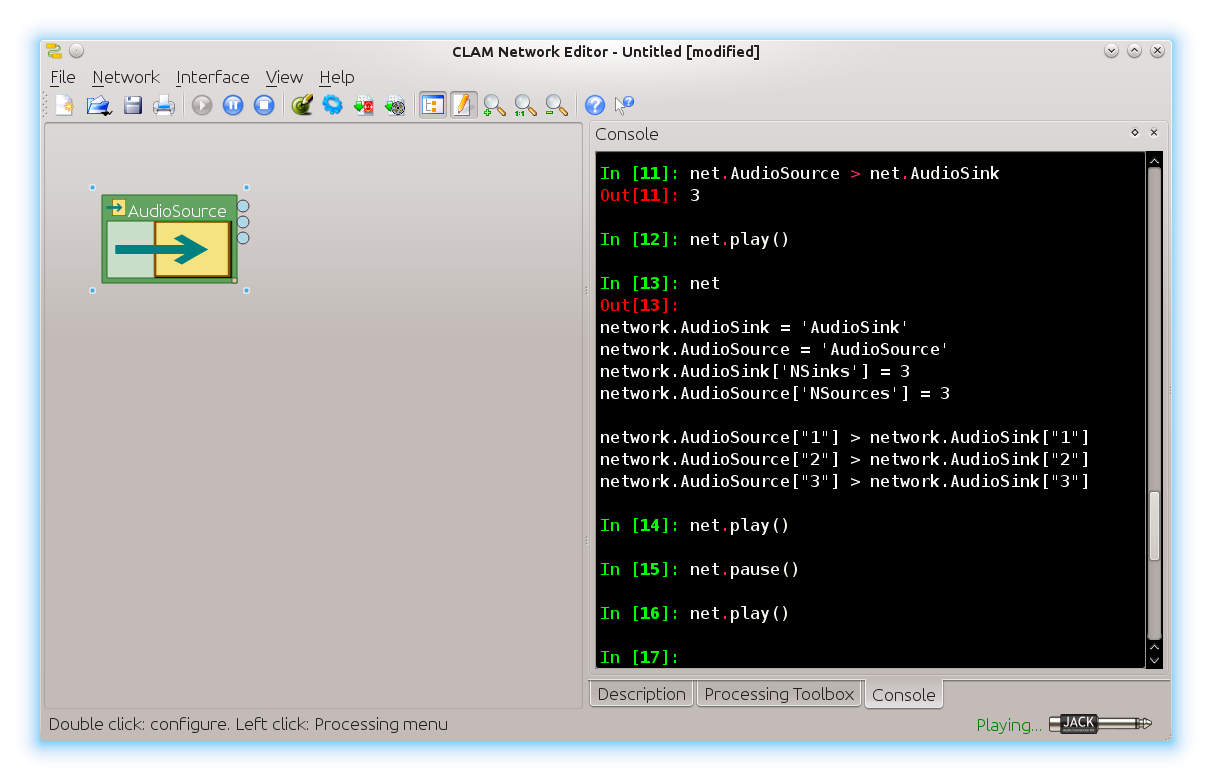 CLAM Network Editor - Untitled [modified]
File Network Interface View Help
1:1
Console
AudioSource
In [11]: net.AudioSource > net.AudioSink
Out[11]: 3
In [12]: net.play()
In [13]: net
Out[13]:
network.AudioSink = 'AudioSink'
network.AudioSource = 'AudioSource'
network.AudioSink['NSinks'] = 3
network.AudioSource['NSources'] = 3
network.AudioSource["1"] > network.AudioSink["1"]
network.AudioSource["2"] > network.AudioSink["2"]
network.AudioSource["3"] > network.AudioSink["3"]
In [14]: net.play()
In [15]: net.pause()
In [16]: net.play()
In [17]:
Description Processing Toolbox Console
Double click: configure. Left click: Processing menu
Playing... JACK